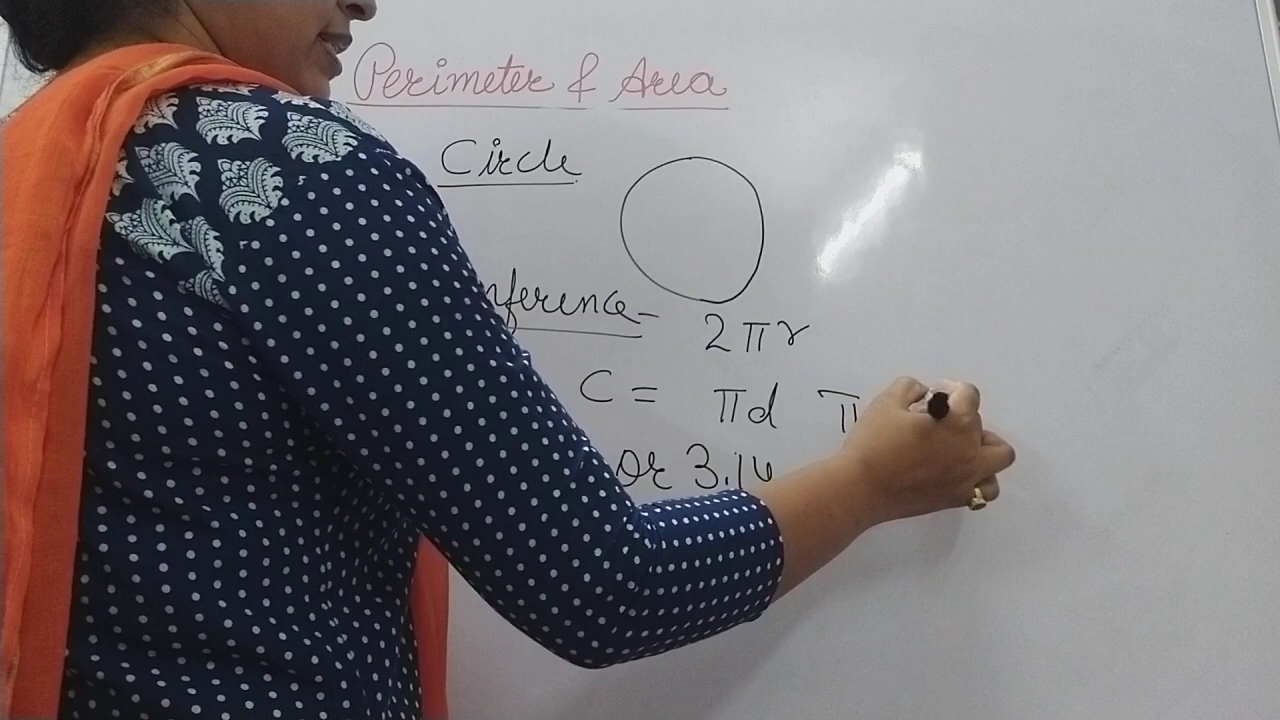 Perimeter & Area
Circle
nference - 2πr
C = πd π
or 3.14